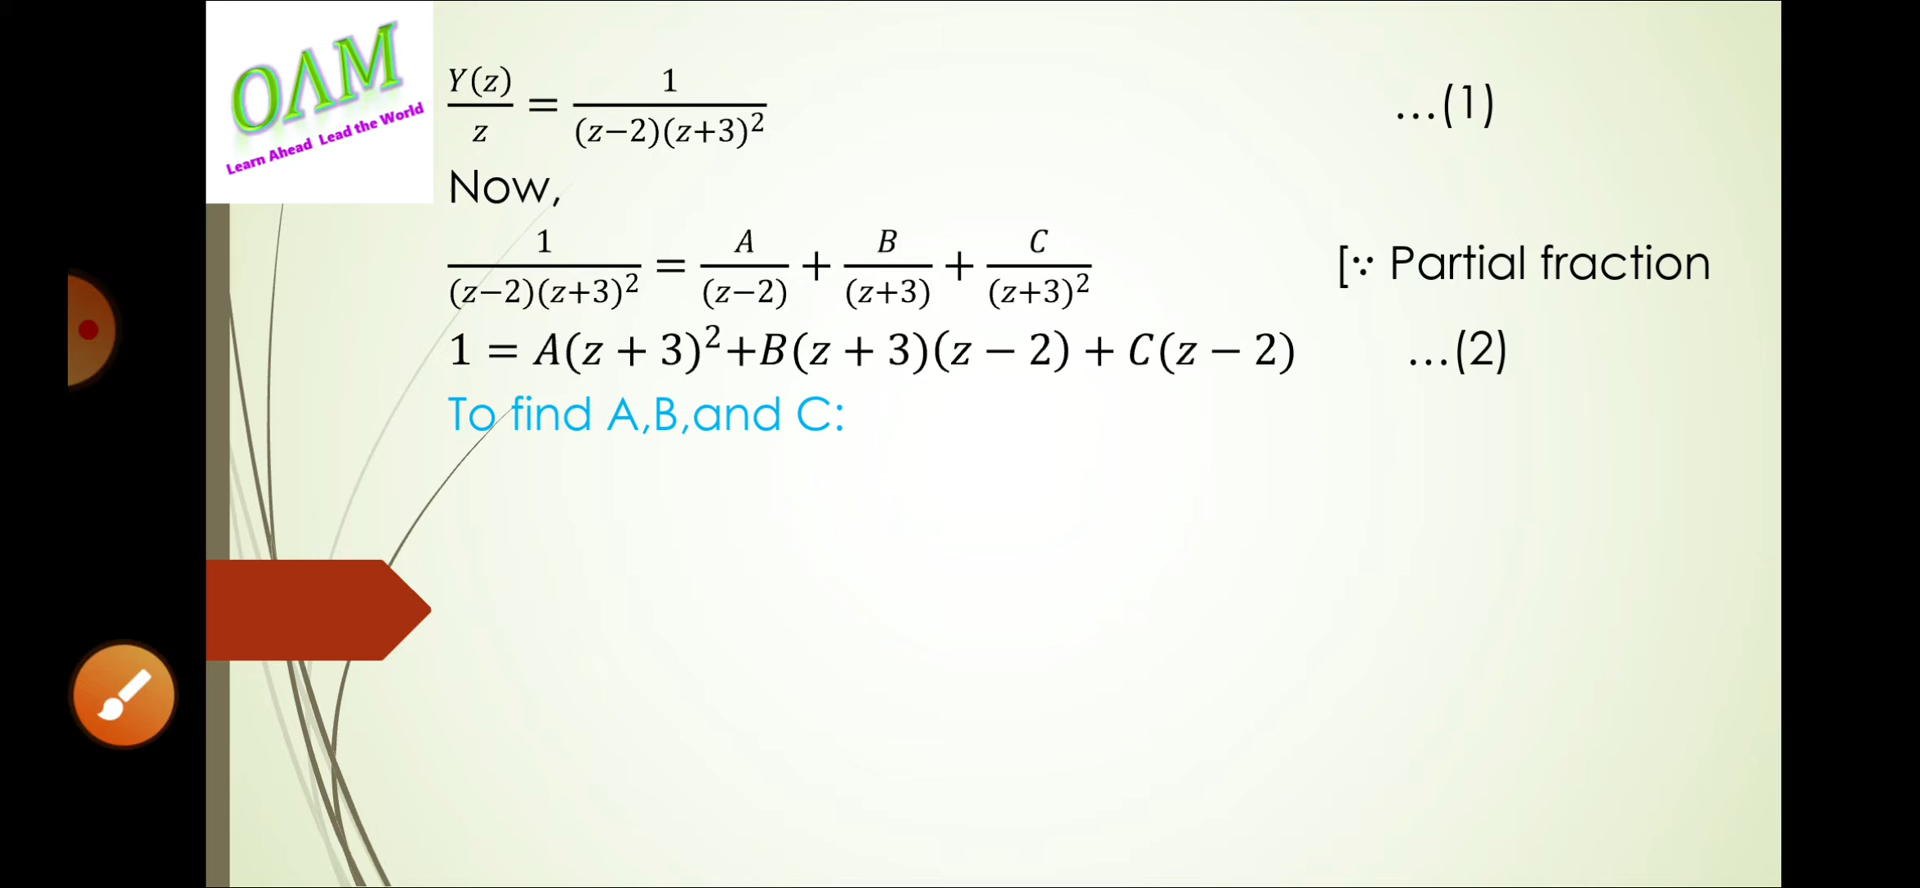 OAM
Learn Ahead Lead the World
Y(z)/z = 1/((z−2)(z+3)²) ...(1)
Now,
1/((z−2)(z+3)²) = A/(z−2) + B/(z+3) + C/(z+3)² [∵ Partial fraction
1 = A(z + 3)²+B(z + 3)(z − 2) + C(z − 2) ...(2)
To find A,B,and C: